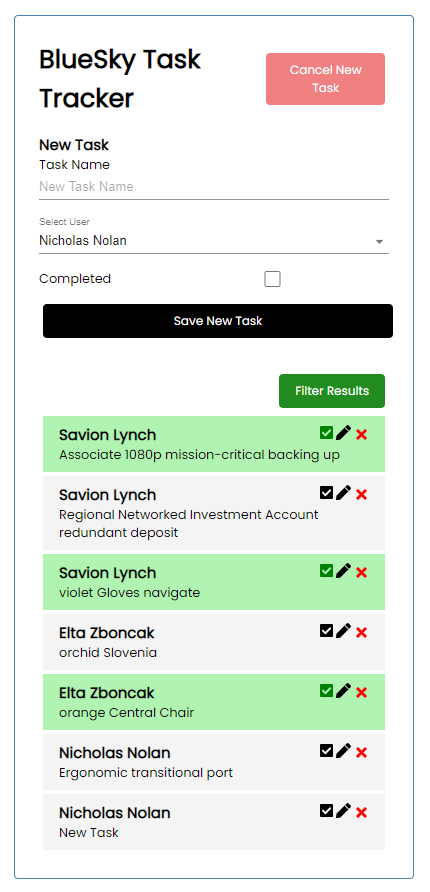 BlueSky Task
Tracker
Cancel New
Task
New Task
Task Name
New Task Name
Select User
Nicholas Nolan
Completed
Save New Task
Filter Results
Savion Lynch
Associate 1080p mission-critical backing up
Savion Lynch
Regional Networked Investment Account
redundant deposit
Savion Lynch
violet Gloves navigate
Elta Zboncak
orchid Slovenia
Elta Zboncak
orange Central Chair
Nicholas Nolan
Ergonomic transitional port
Nicholas Nolan
New Task